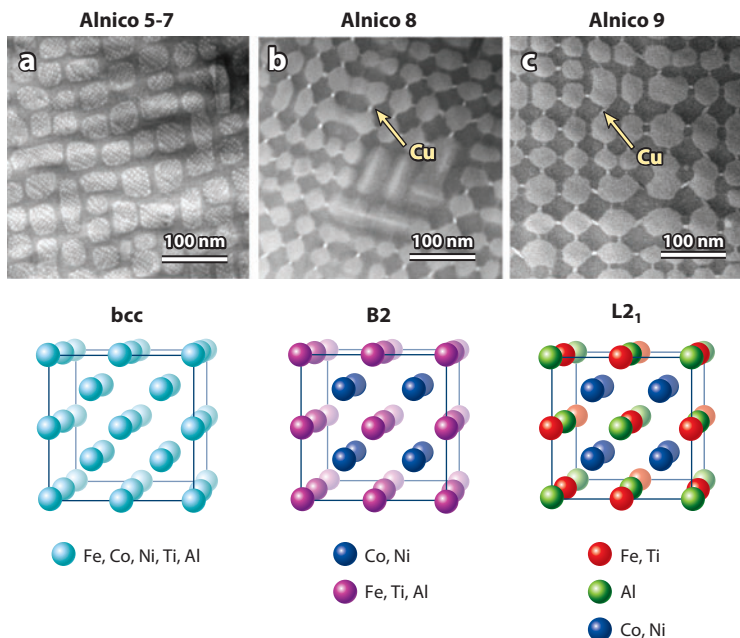 Alnico 5-7 Alnico 8 Alnico 9
a b c
Cu Cu
100 nm 100 nm 100 nm
bcc B2 L2₁
Fe, Co, Ni, Ti, Al Co, Ni Fe, Ti
Fe, Ti, Al Al
Co, Ni